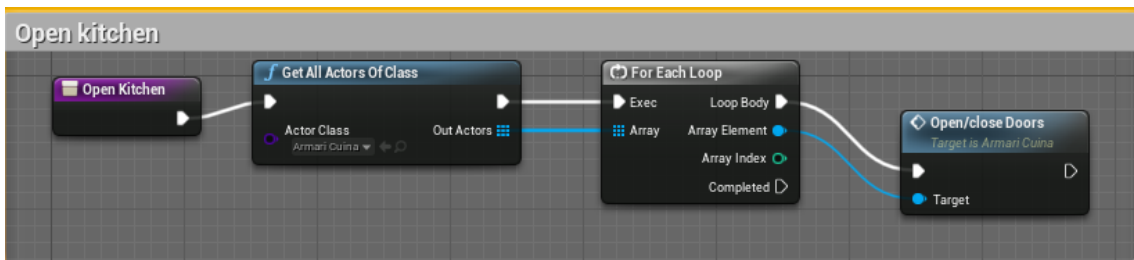 Open kitchen
Open Kitchen
Get All Actors Of Class
Actor Class
Armari Cuina
Out Actors
For Each Loop
Exec
Loop Body
Array
Array Element
Array Index
Completed
Open/close Doors
Target is Armari Cuina
Target